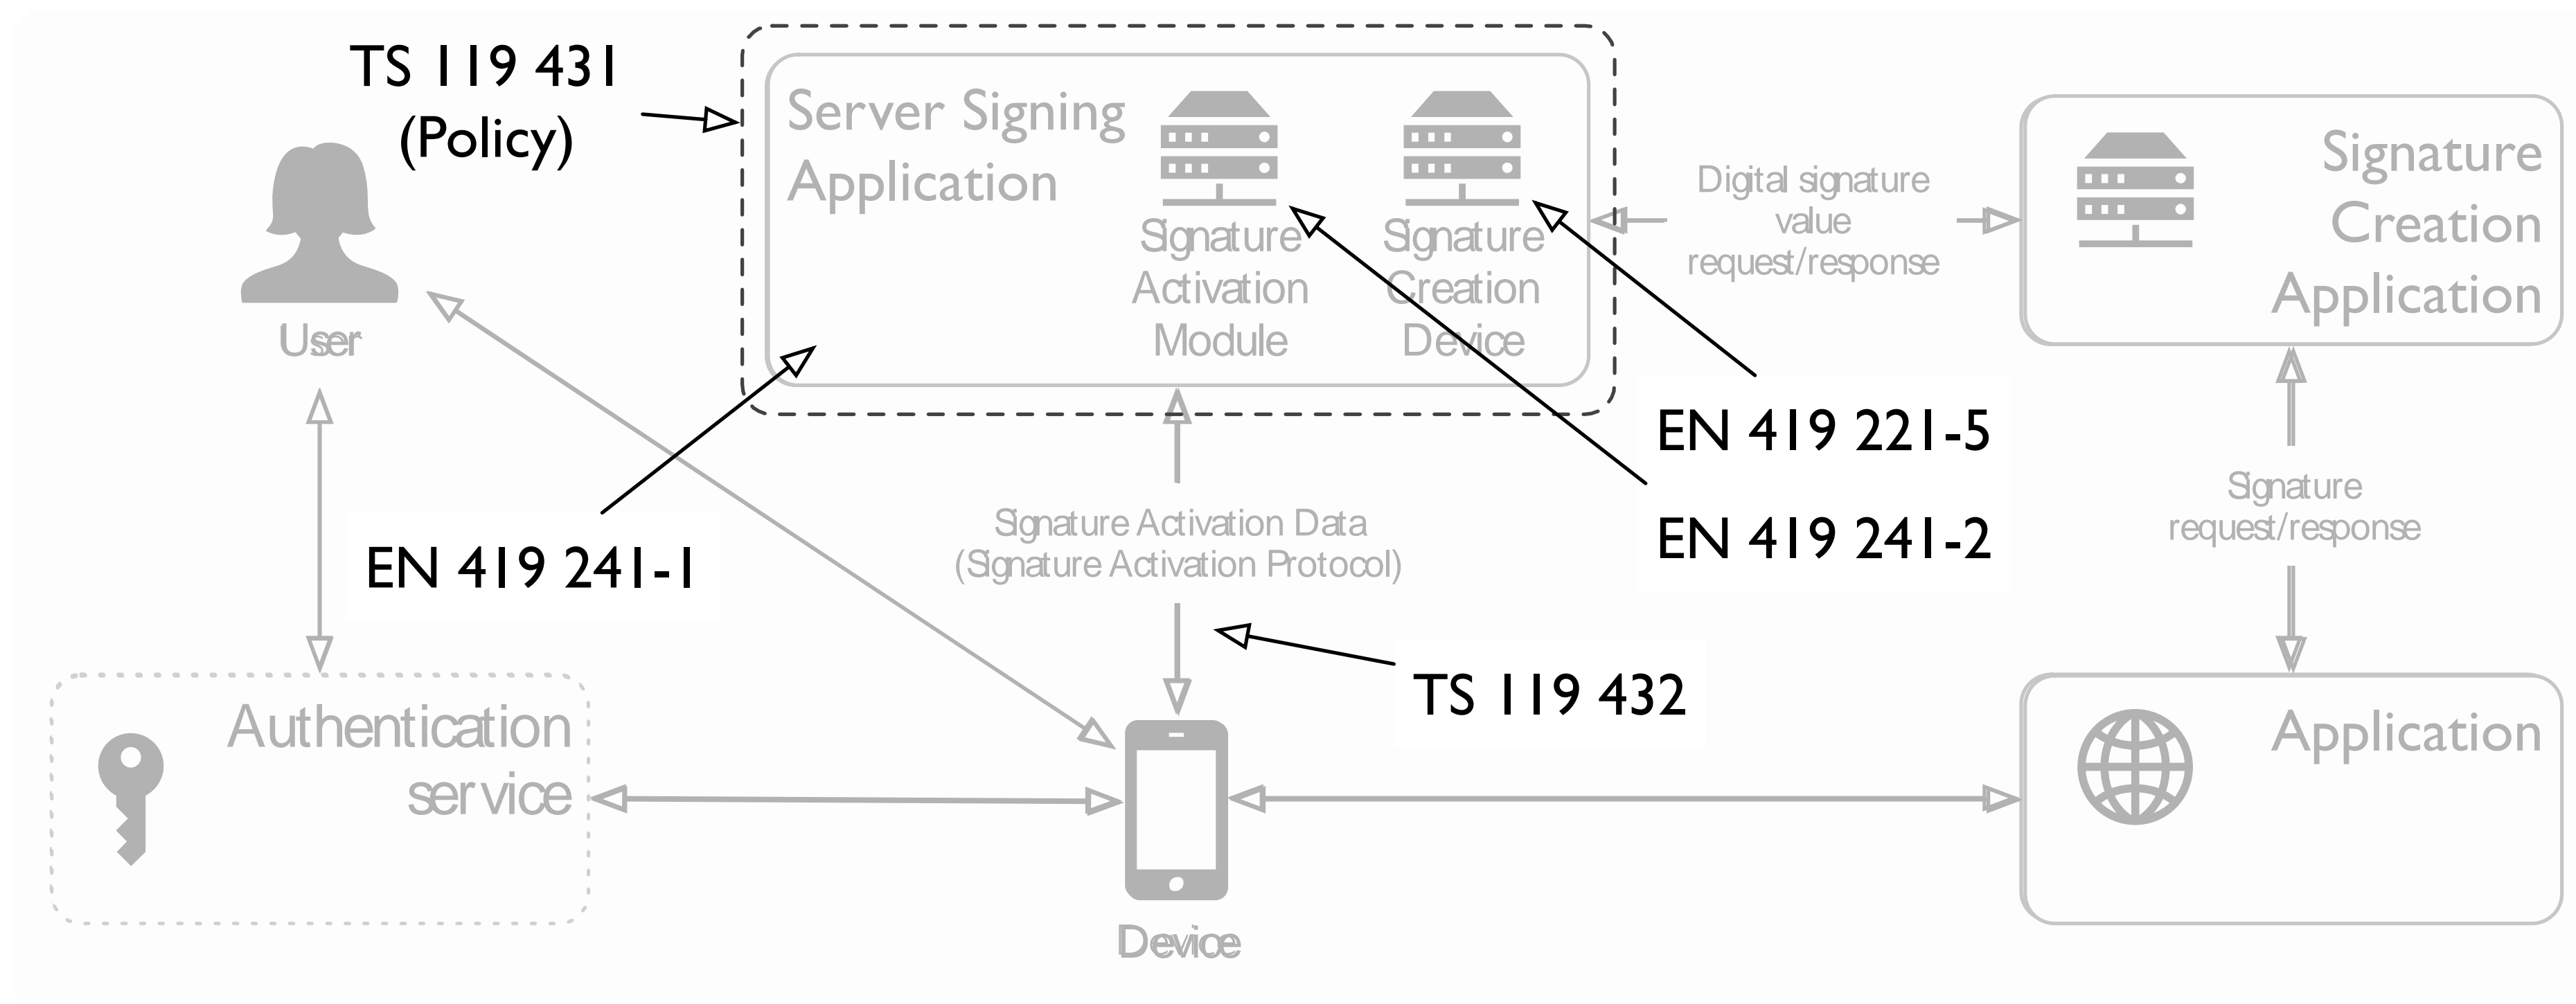 TS 119 431
(Policy)
User
Server Signing
Application
Signature
Activation
Module
Signature
Creation
Device
Digital signature
value
request/response
Signature
Creation
Application
EN 419 221-5
EN 419 241-2
EN 419 241-1
Signature Activation Data
(Signature Activation Protocol)
Signature
request/response
TS 119 432
Authentication
service
Device
Application